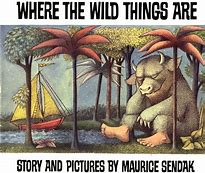 WHERE THE WILD THINGS ARE
STORY AND PICTURES BY MAURICE SENDAK